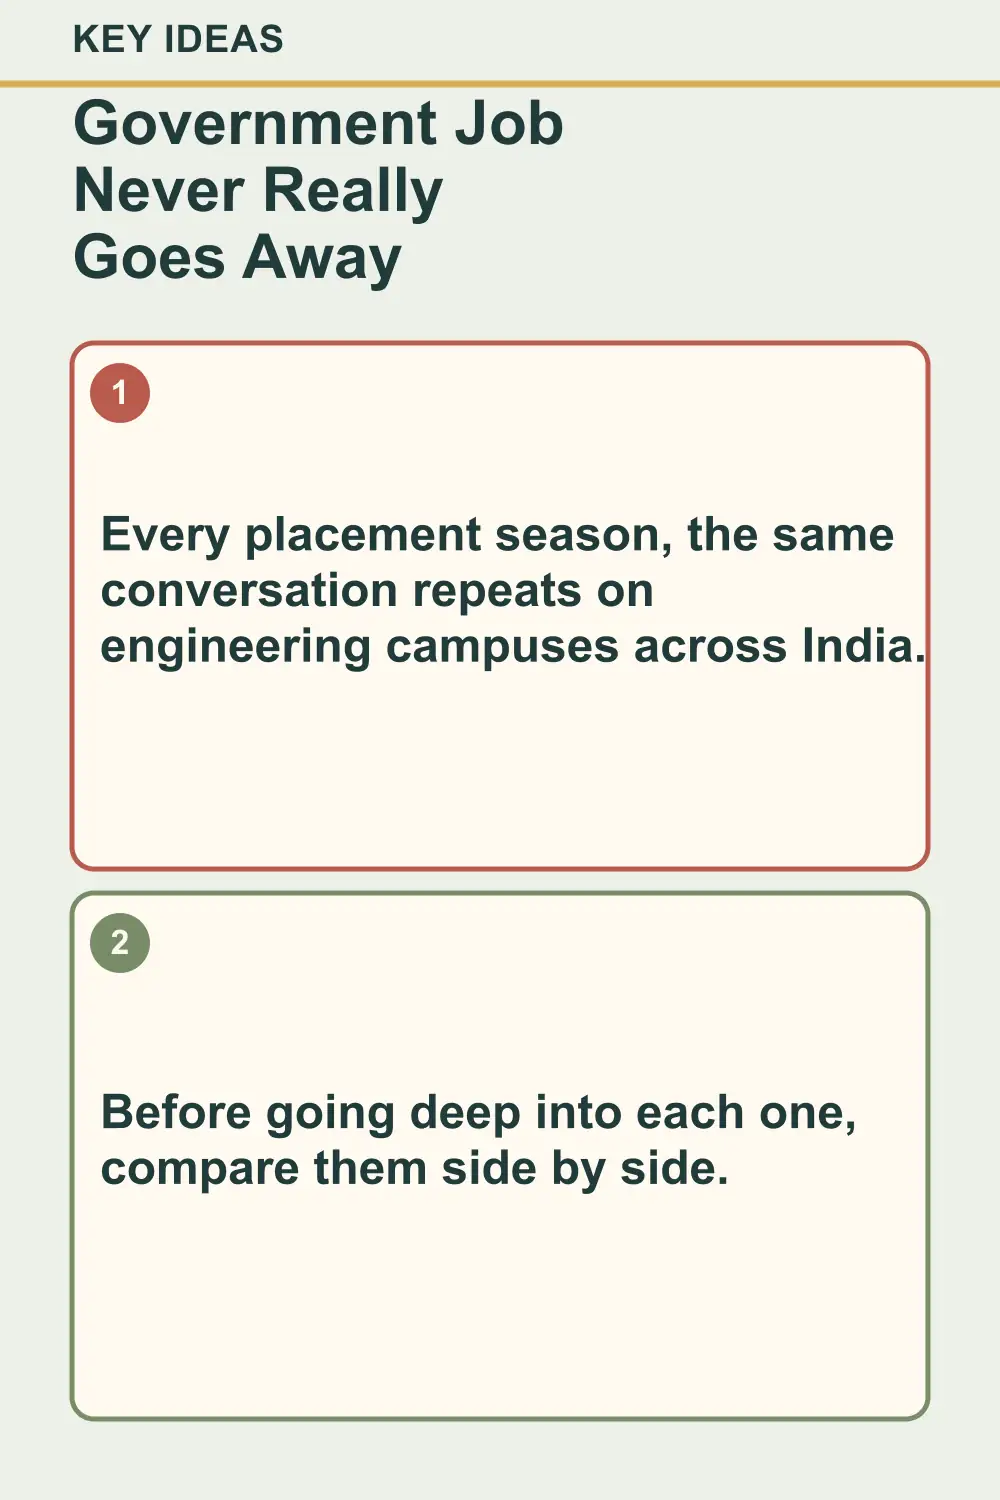 KEY IDEAS
Government Job
Never Really
Goes Away
1
Every placement season, the same
conversation repeats on
engineering campuses across India.
2
Before going deep into each one,
compare them side by side.